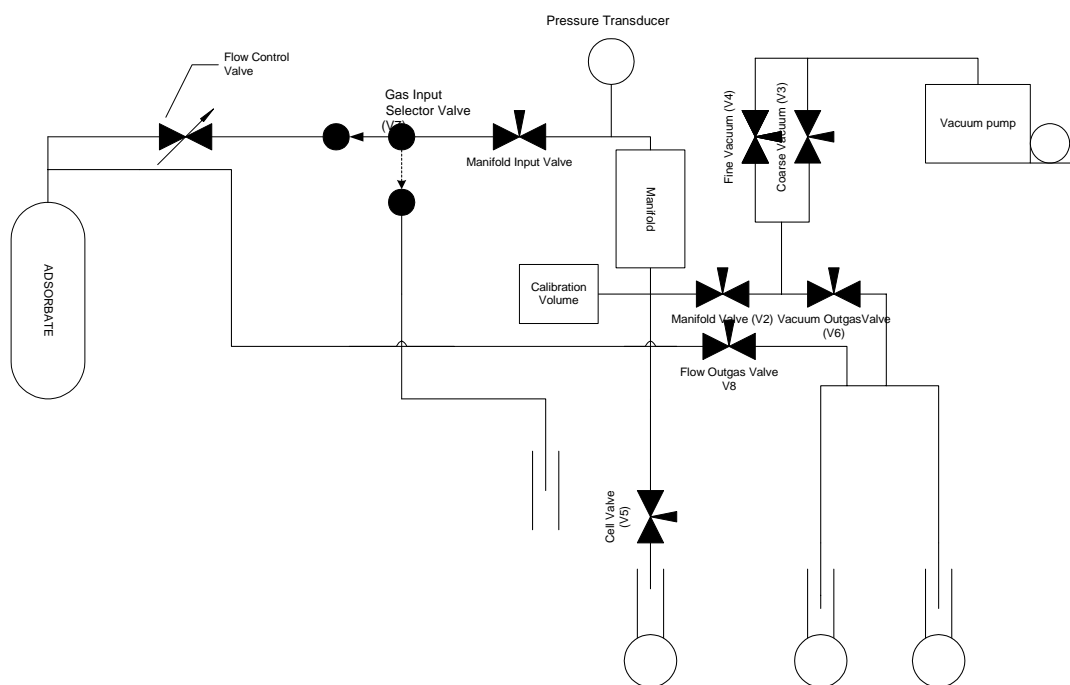 Pressure Transducer
Flow Control
Valve
Gas Input
Selector Valve
(V7)
Manifold Input Valve
Fine Vacuum (V4)
Coarse Vacuum (V3)
Vacuum pump
Manifold
ADSORBATE
Calibration
Volume
Manifold Valve (V2)
Vacuum OutgasValve
(V6)
Flow Outgas Valve
V8
Cell Valve
(V5)